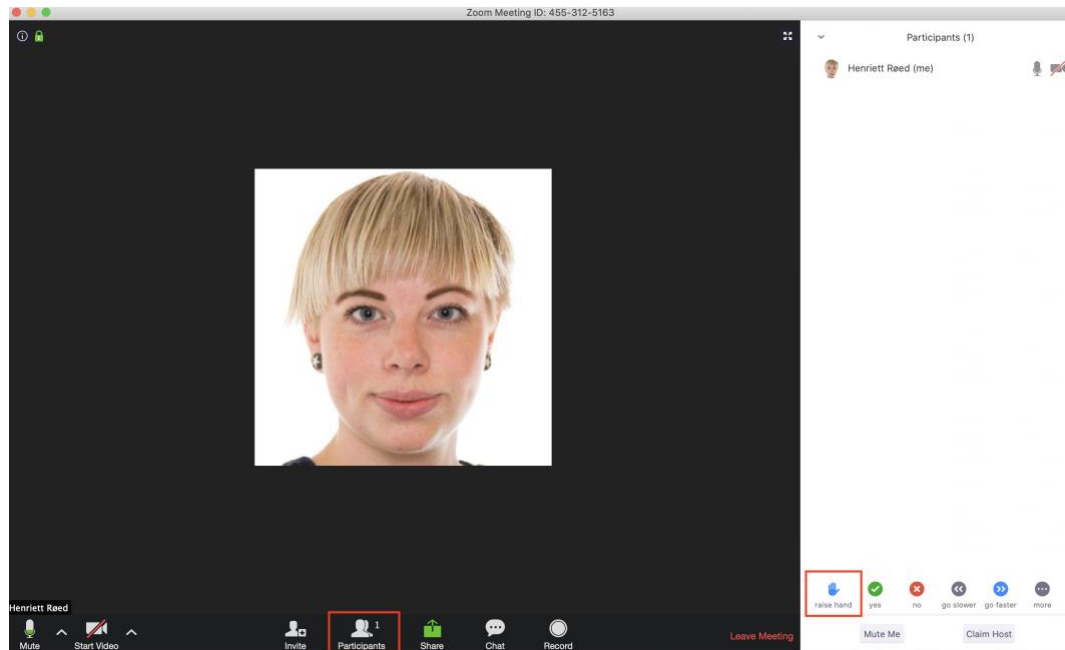 Zoom Meeting ID: 455-312-5163
Participants (1)
Henriett Røed (me)
Henriett Røed
raise hand yes no go slower go faster more
Mute Start Video Invite Participants 1 Share Chat Record Leave Meeting
Mute Me Claim Host